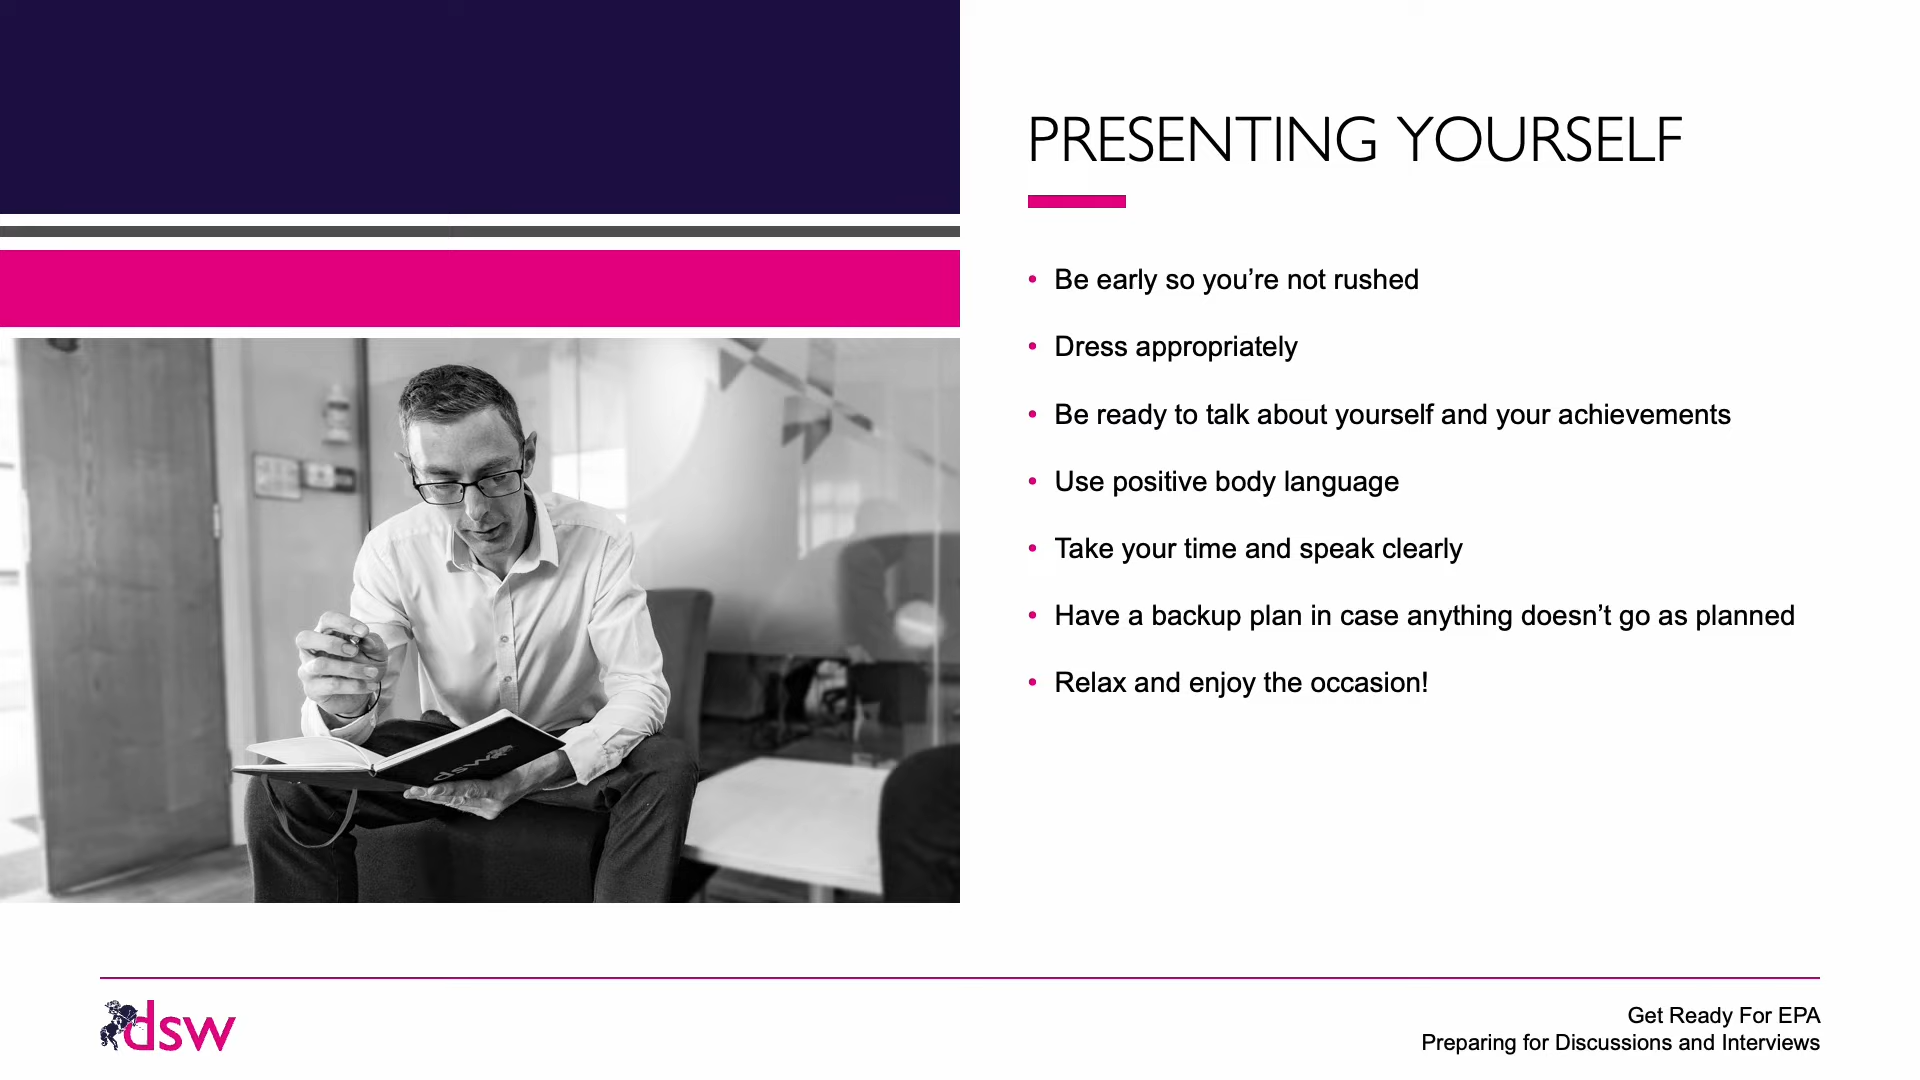 PRESENTING YOURSELF
• Be early so you’re not rushed
• Dress appropriately
• Be ready to talk about yourself and your achievements
• Use positive body language
• Take your time and speak clearly
• Have a backup plan in case anything doesn’t go as planned
• Relax and enjoy the occasion!
dsw
dsw
Get Ready For EPA
Preparing for Discussions and Interviews